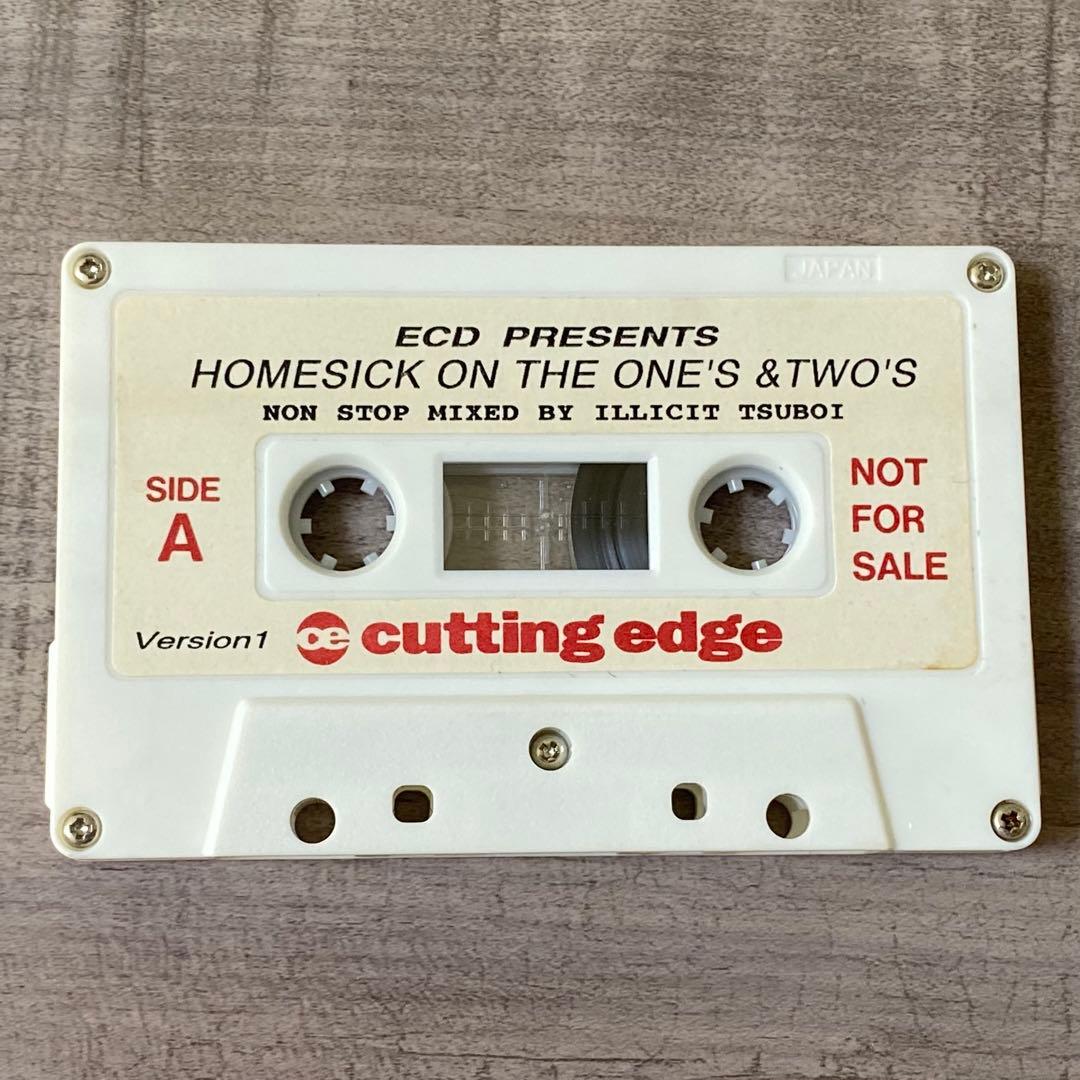 JAPAN
ECD PRESENTS
HOMESICK ON THE ONE'S &TWO'S
NON STOP MIXED BY ILLICIT TSUBOI
SIDE
A
NOT
FOR
SALE
Version1
ce cutting edge